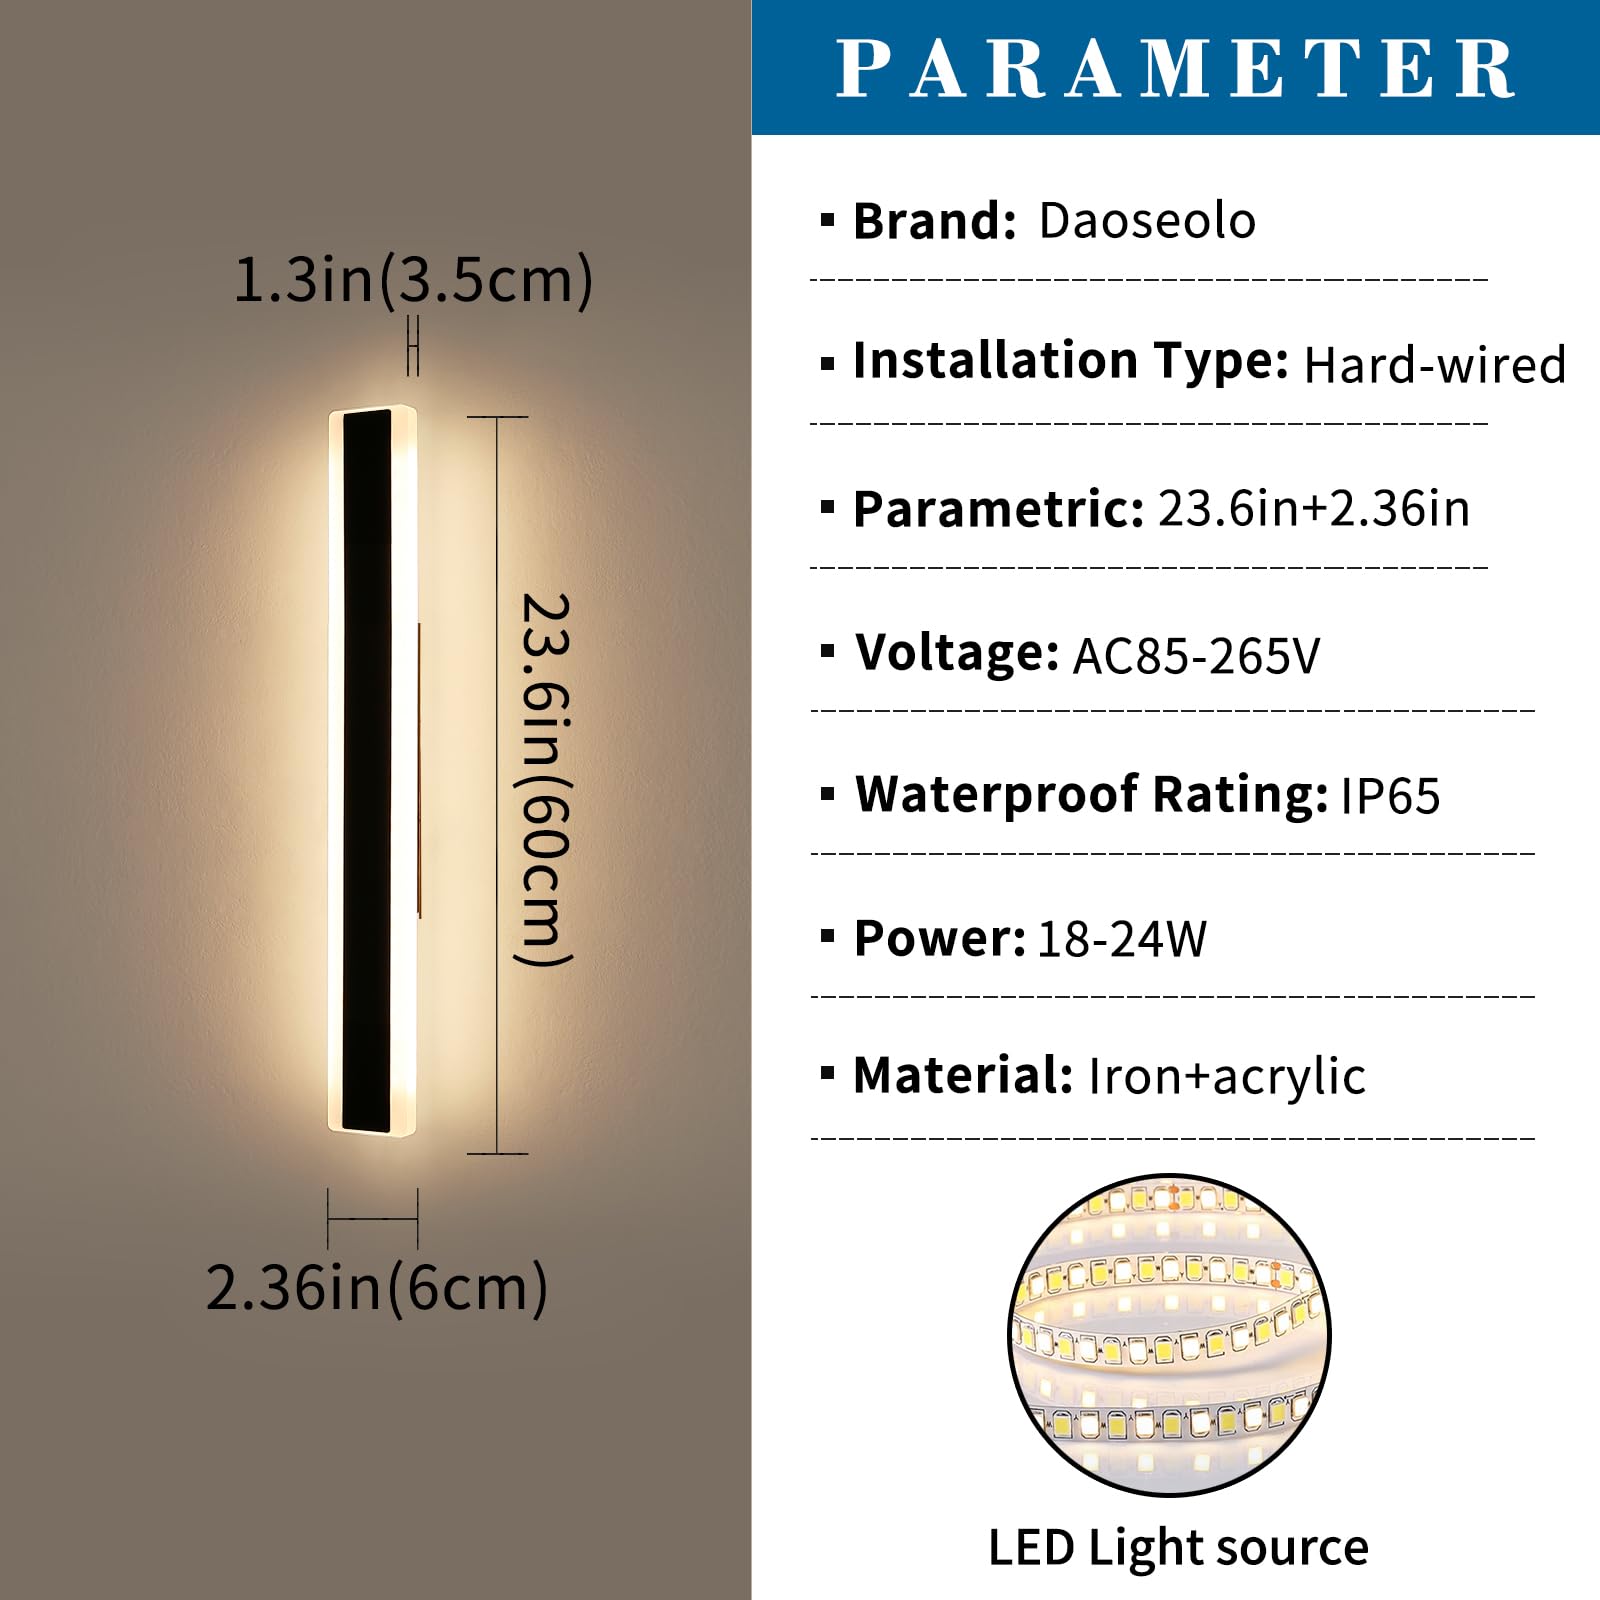 PARAMETER
1.3in(3.5cm)
23.6in(60cm)
2.36in(6cm)
▪ Brand: Daoseolo
▪ Installation Type: Hard-wired
▪ Parametric: 23.6in+2.36in
▪ Voltage: AC85-265V
▪ Waterproof Rating: IP65
▪ Power: 18-24W
▪ Material: Iron+acrylic
LED Light source